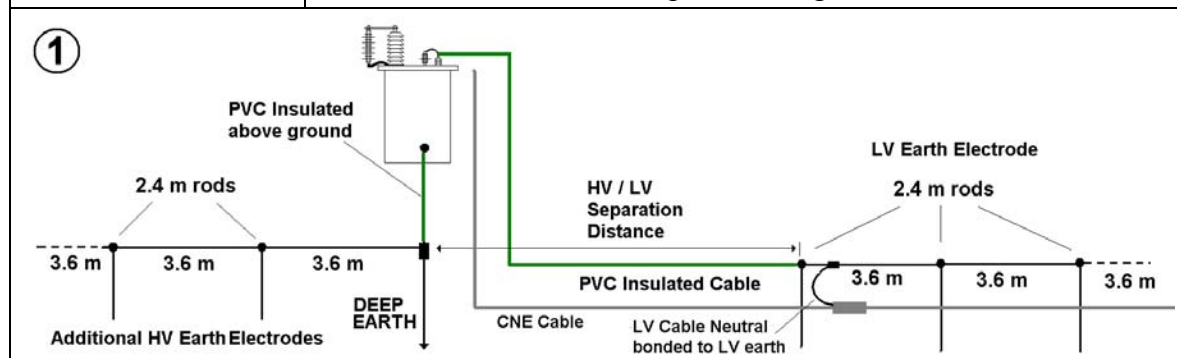 1
PVC Insulated
above ground
LV Earth Electrode
2.4 m rods
HV / LV
Separation
Distance
2.4 m rods
3.6 m
3.6 m
3.6 m
DEEP
EARTH
PVC Insulated Cable
3.6 m
3.6 m
3.6 m
CNE Cable
Additional HV Earth Electrodes
LV Cable Neutral
bonded to LV earth